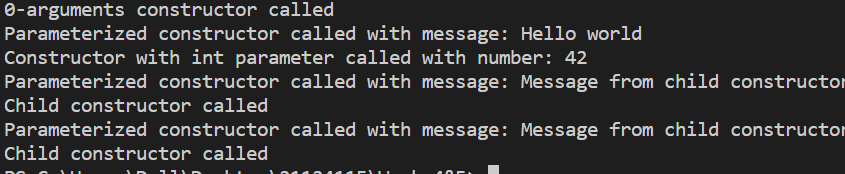 0-arguments constructor called
Parameterized constructor called with message: Hello world
Constructor with int parameter called with number: 42
Parameterized constructor called with message: Message from child constructor
Child constructor called
Parameterized constructor called with message: Message from child constructor
Child constructor called